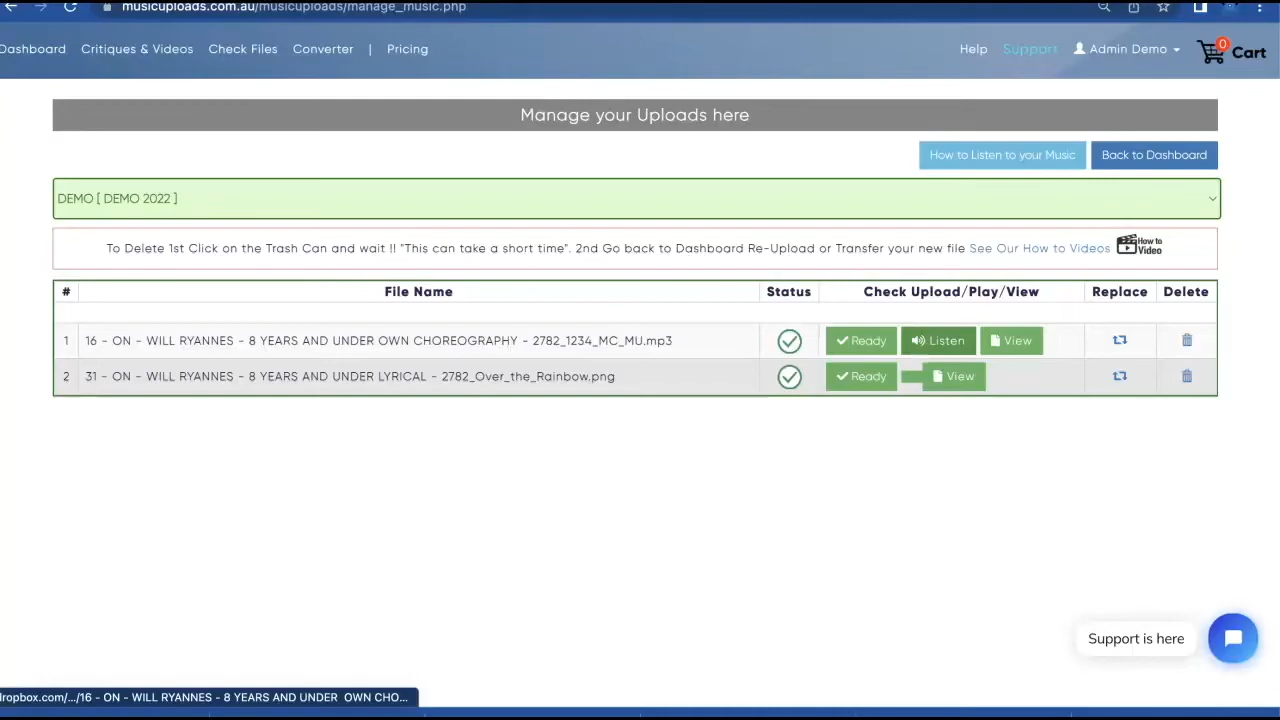 musicuploads.com.au/musicuploads/manage_music.php
Dashboard Critiques & Videos Check Files Converter | Pricing Help Support Admin Demo 0 Cart
Manage your Uploads here
How to Listen to your Music Back to Dashboard
DEMO [ DEMO 2022 ]
To Delete 1st Click on the Trash Can and wait !! "This can take a short time". 2nd Go back to Dashboard Re-Upload or Transfer your new file See Our How to Videos How to Video
# File Name Status Check Upload/Play/View Replace Delete
1 16 - ON - WILL RYANNES - 8 YEARS AND UNDER OWN CHOREOGRAPHY - 2782_1234_MC_MU.mp3 Ready Listen View
2 31 - ON - WILL RYANNES - 8 YEARS AND UNDER LYRICAL - 2782_Over_the_Rainbow.png Ready View
Support is here
dropbox.com/.../16 - ON - WILL RYANNES - 8 YEARS AND UNDER OWN CHO...